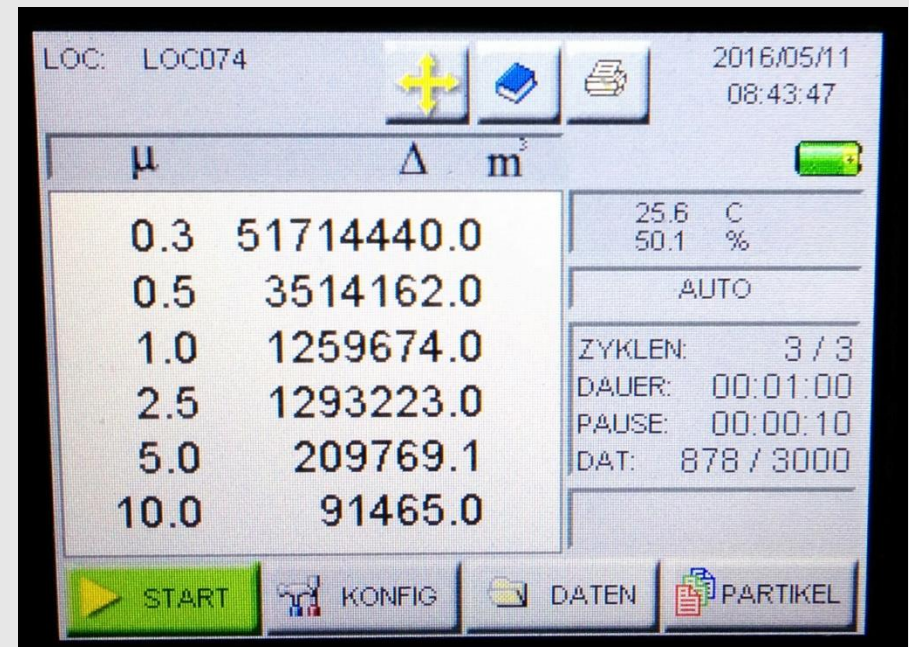 LOC: LOC074
2016/05/11
08:43:47
µ Δ m³
0.3 51714440.0
0.5 3514162.0
1.0 1259674.0
2.5 1293223.0
5.0 209769.1
10.0 91465.0
25.6 C
50.1 %
AUTO
ZYKLEN: 3 / 3
DAUER: 00:01:00
PAUSE: 00:00:10
DAT: 878 / 3000
START
KONFIG
DATEN
PARTIKEL